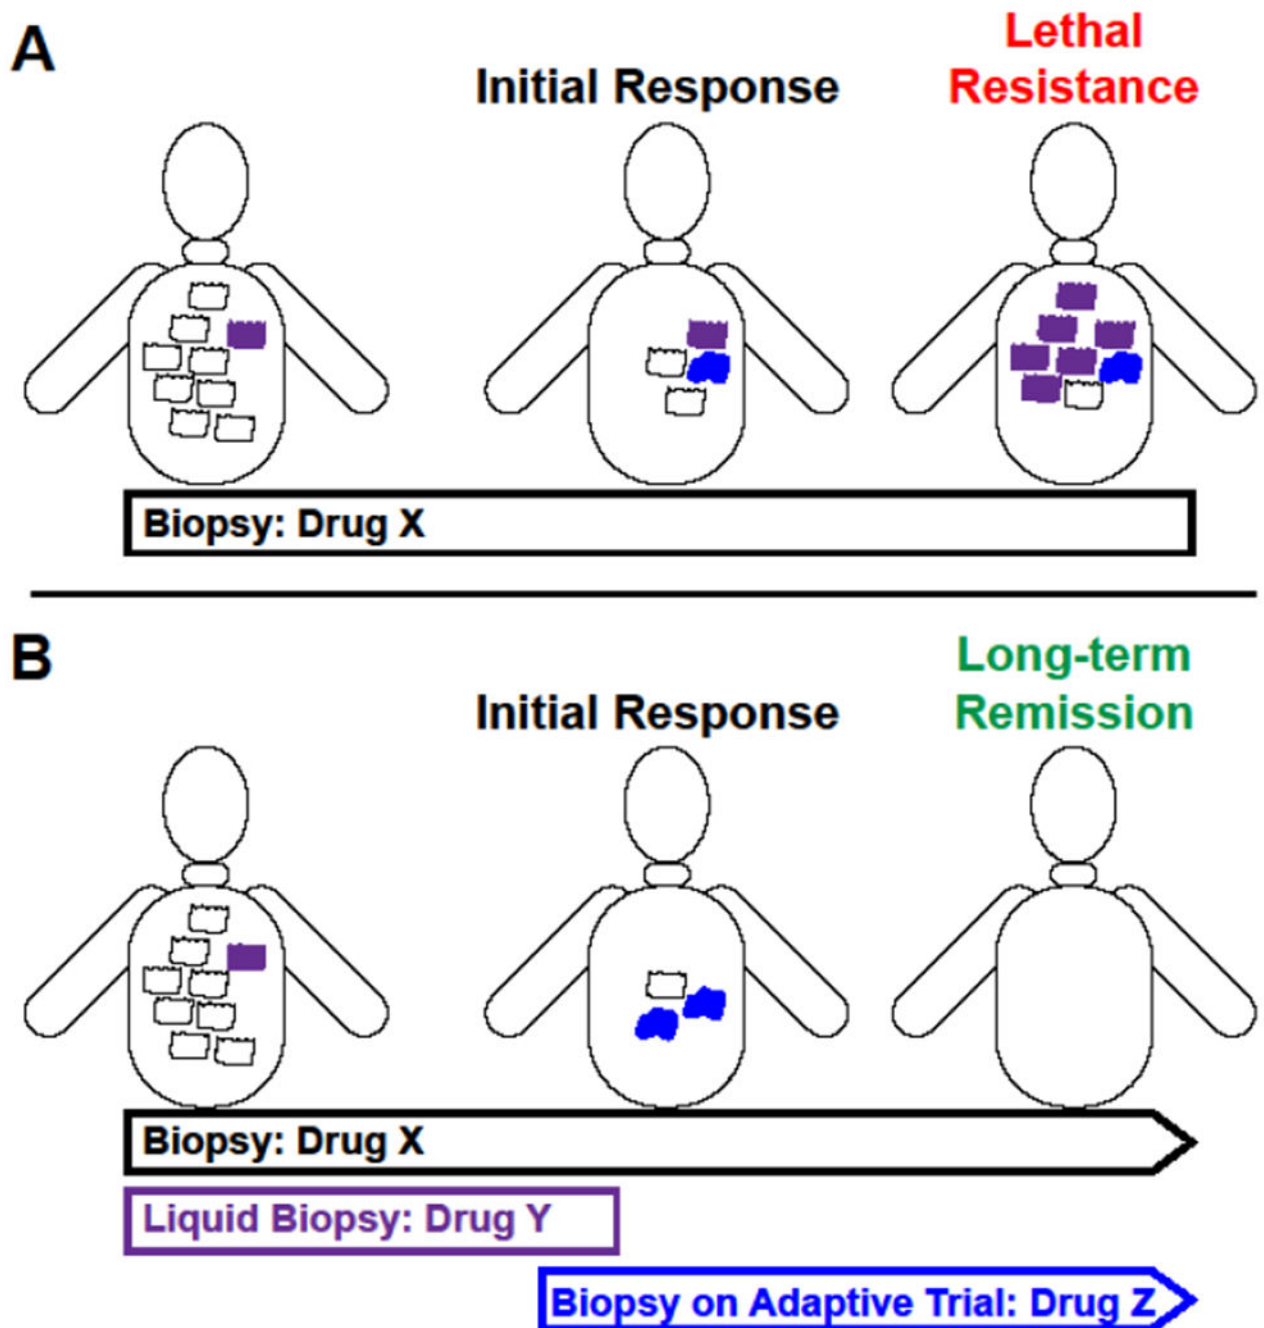 A
Initial Response
Lethal
Resistance
Biopsy: Drug X
B
Initial Response
Long-term
Remission
Biopsy: Drug X
Liquid Biopsy: Drug Y
Biopsy on Adaptive Trial: Drug Z